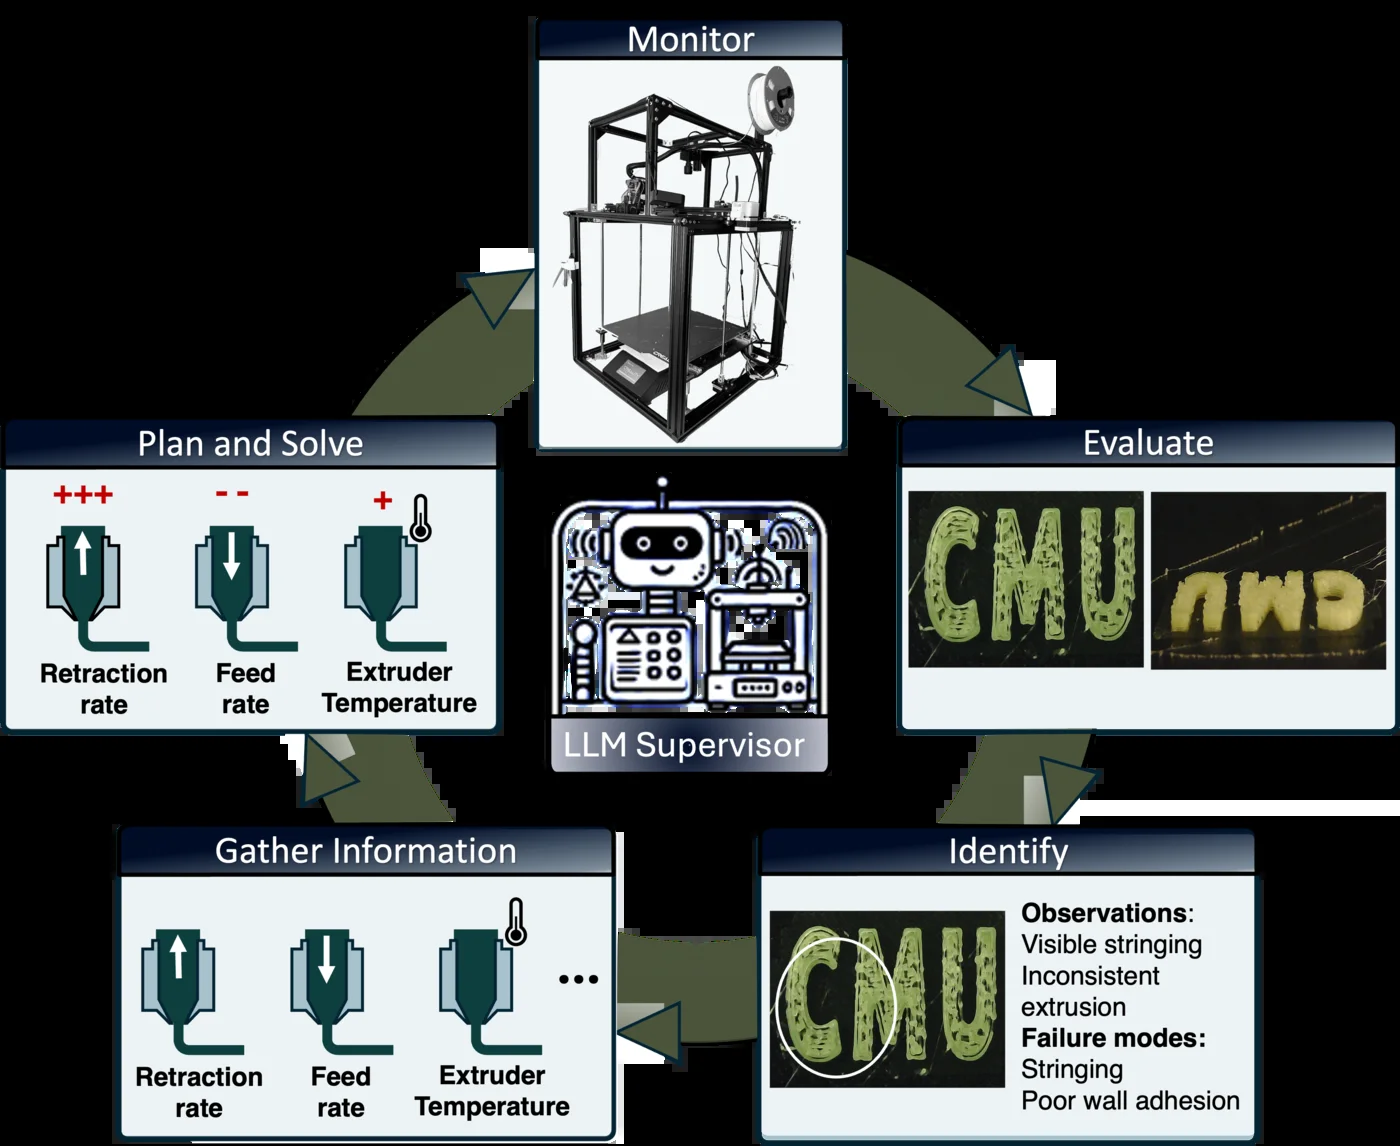 Monitor
Plan and Solve
+++
- -
+
Retraction
rate
Feed
rate
Extruder
Temperature
Evaluate
CMU
CMU
LLM Supervisor
Gather Information
Retraction
rate
Feed
rate
Extruder
Temperature
...
Identify
CMU
Observations:
Visible stringing
Inconsistent
extrusion
Failure modes:
Stringing
Poor wall adhesion